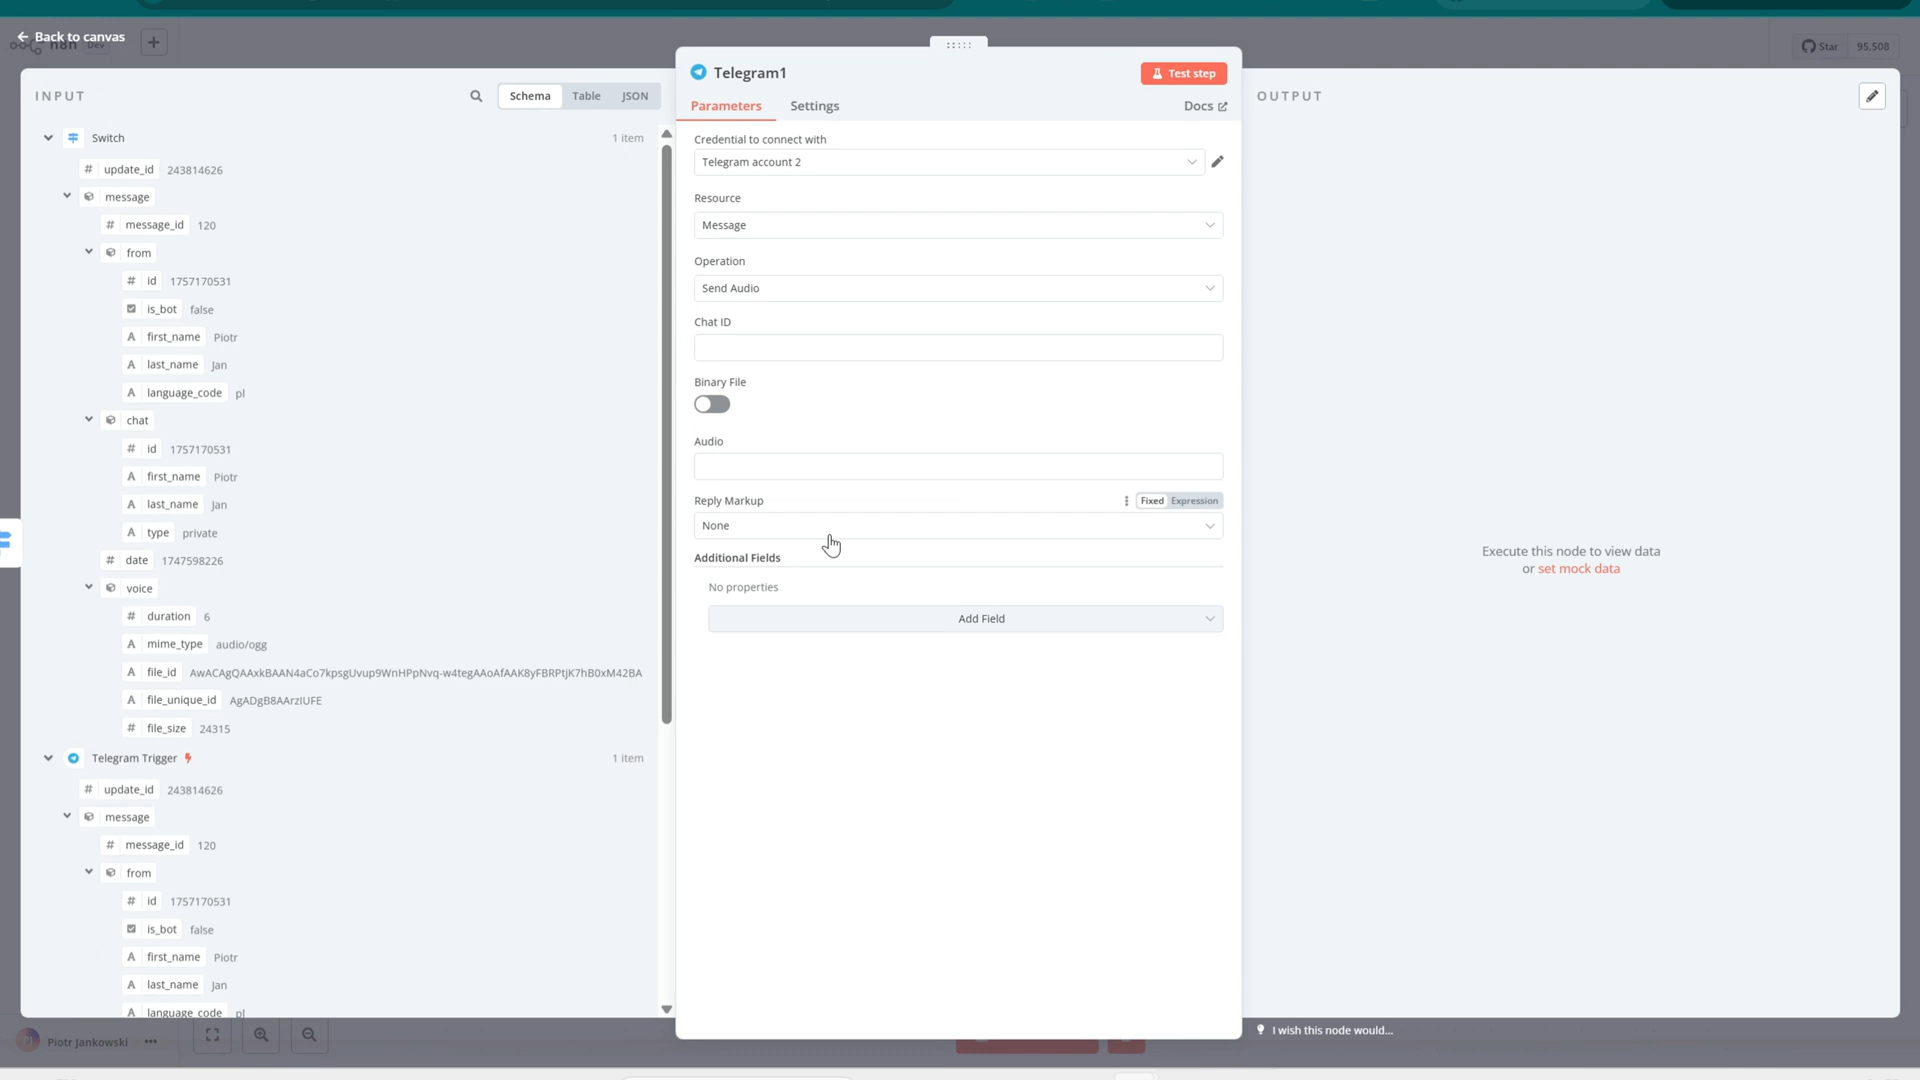 Back to canvas
n8n
Dev
Star
95,508
INPUT
Schema
Table
JSON
Switch
1 item
# update_id 243814626
message
# message_id 120
from
# id 1757170531
is_bot false
A first_name Piotr
A last_name Jan
A language_code pl
chat
# id 1757170531
A first_name Piotr
A last_name Jan
A type private
# date 1747598226
voice
# duration 6
A mime_type audio/ogg
A file_id AwACAgQAAxkBAAN4aCo7kpsgUvup9WnHPpNvq-w4tegAAoAfAAK8yFBRPtjK7hB0xM42BA
A file_unique_id AgADgB8AArzIUFE
# file_size 24315
Telegram Trigger
1 item
# update_id 243814626
message
# message_id 120
from
# id 1757170531
is_bot false
A first_name Piotr
A last_name Jan
A language_code pl
Piotr Jankowski
Telegram1
Test step
Parameters
Settings
Docs
Credential to connect with
Telegram account 2
Resource
Message
Operation
Send Audio
Chat ID
Binary File
Audio
Reply Markup
Fixed
Expression
None
Additional Fields
No properties
Add Field
OUTPUT
Execute this node to view data
or set mock data
I wish this node would...